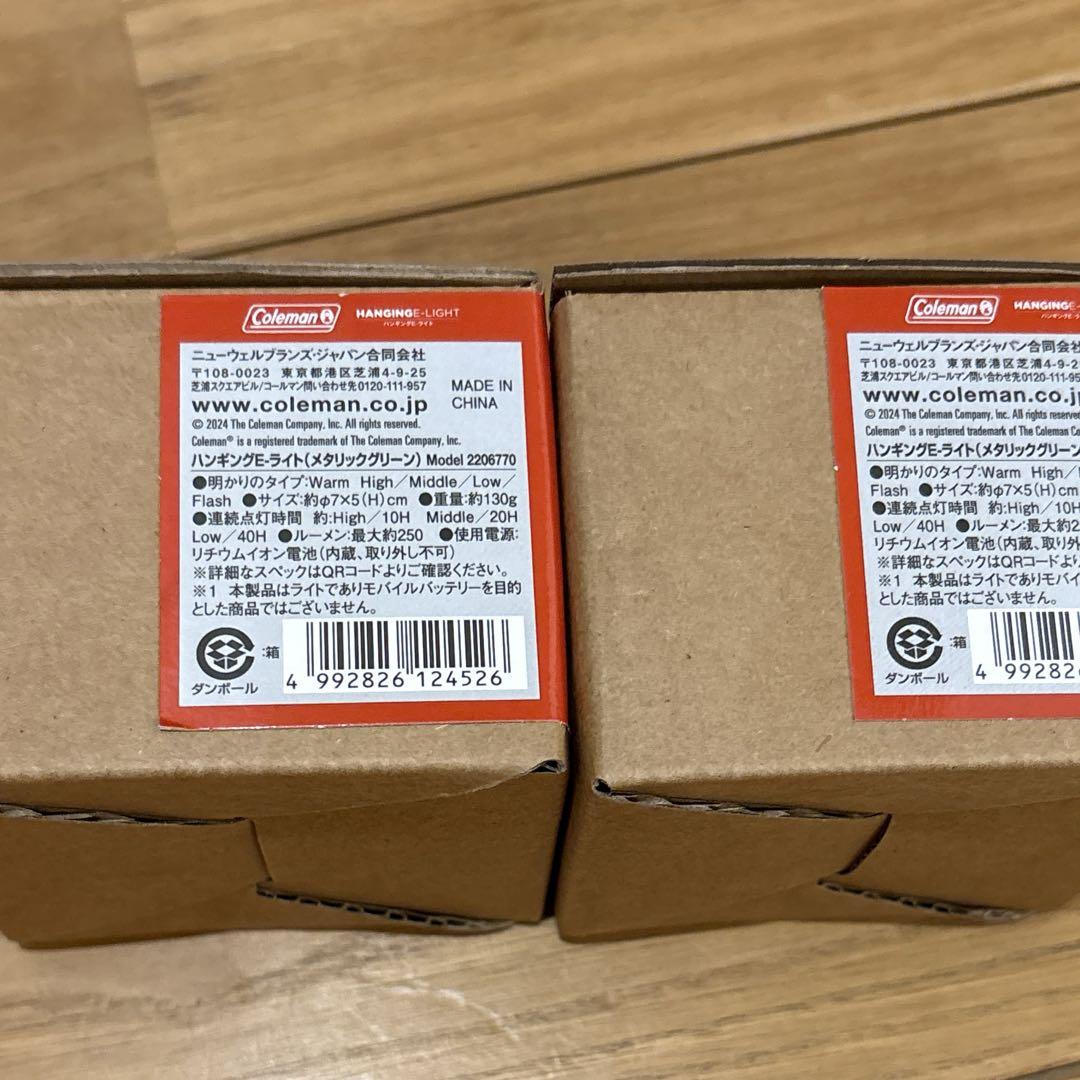 Coleman
HANGINGE-LIGHT
ハンギングE-ライト
ニューウェルブランズ・ジャパン合同会社
〒108-0023 東京都港区芝浦4-9-25
芝浦スクエアビル/コールマン問い合わせ先0120-111-957
www.coleman.co.jp
MADE IN
CHINA
© 2024 The Coleman Company, Inc. All rights reserved.
Coleman® is a registered trademark of The Coleman Company, Inc.
ハンギングE-ライト(メタリックグリーン) Model 2206770
●明かりのタイプ:Warm High/Middle/Low/
Flash ●サイズ:約φ7×5(H)cm ●重量:約130g
●連続点灯時間 約:High/10H Middle/20H
Low/40H ●ルーメン:最大約250 ●使用電源:
リチウムイオン電池(内蔵、取り外し不可)
※詳細なスペックはQRコードよりご確認ください。
※1 本製品はライトでありモバイルバッテリーを目的
とした商品ではございません。
:箱
ダンボール
4 992826 124526
Coleman
HANGINGE-
ハンギングE-ラ
ニューウェルブランズ・ジャパン合同会
〒108-0023 東京都港区芝浦4-9-2
芝浦スクエアビル/コールマン問い合わせ先0120-111-95
www.coleman.co.j
© 2024 The Coleman Company, Inc. All rights reserved.
Coleman® is a registered trademark of The Coleman
ハンギングE-ライト(メタリックグリーン
●明かりのタイプ:Warm High/
Flash ●サイズ:約φ7×5(H)cm
●連続点灯時間 約:High/10H
Low/40H ●ルーメン:最大約2
リチウムイオン電池(内蔵、取り外
※詳細なスペックはQRコードよ
※1 本製品はライトでありモバイル
とした商品ではございません。
:箱
ダンボール
4 992826